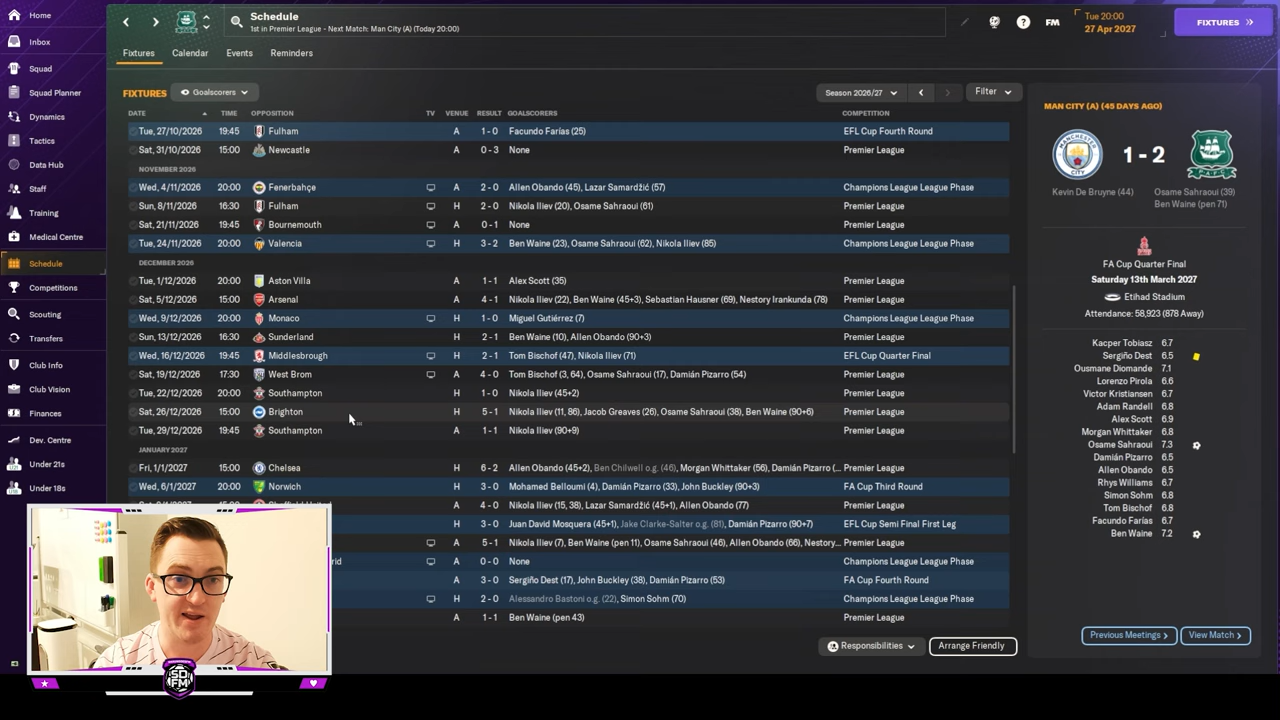 Home
Inbox
Squad
Squad Planner
Dynamics
Tactics
Data Hub
Staff
Training
Medical Centre
Schedule
Competitions
Scouting
Transfers
Club Info
Club Vision
Finances
Dev. Centre
Under 21s
Under 18s
Schedule
1st in Premier League - Next Match: Man City (A) (Today 20:00)
FM
Tue 20:00
27 Apr 2027
FIXTURES
Fixtures Calendar Events Reminders
FIXTURES Goalscorers Season 2026/27 Filter
DATE TIME OPPOSITION TV VENUE RESULT GOALSCORERS COMPETITION
Tue, 27/10/2026 19:45 Fulham A 1 - 0 Facundo Farías (25) EFL Cup Fourth Round
Sat, 31/10/2026 15:00 Newcastle A 0 - 3 None Premier League
NOVEMBER 2026
Wed, 4/11/2026 20:00 Fenerbahçe A 2 - 0 Allen Obando (45), Lazar Samardžić (57) Champions League League Phase
Sun, 8/11/2026 16:30 Fulham H 2 - 0 Nikola Iliev (20), Osame Sahraoui (61) Premier League
Sat, 21/11/2026 19:45 Bournemouth A 0 - 1 None Premier League
Tue, 24/11/2026 20:00 Valencia H 3 - 2 Ben Waine (23), Osame Sahraoui (62), Nikola Iliev (85) Champions League League Phase
DECEMBER 2026
Tue, 1/12/2026 20:00 Aston Villa A 1 - 1 Alex Scott (35) Premier League
Sat, 5/12/2026 15:00 Arsenal A 4 - 1 Nikola Iliev (22), Ben Waine (45+3), Sebastian Hausner (69), Nestory Irankunda (78) Premier League
Wed, 9/12/2026 20:00 Monaco H 1 - 0 Miguel Gutiérrez (7) Champions League League Phase
Sun, 13/12/2026 16:30 Sunderland H 2 - 1 Ben Waine (10), Allen Obando (90+3) Premier League
Wed, 16/12/2026 19:45 Middlesbrough H 2 - 1 Tom Bischof (47), Nikola Iliev (71) EFL Cup Quarter Final
Sat, 19/12/2026 17:30 West Brom A 4 - 0 Tom Bischof (3, 64), Osame Sahraoui (17), Damián Pizarro (54) Premier League
Tue, 22/12/2026 20:00 Southampton H 1 - 0 Nikola Iliev (45+2) Premier League
Sat, 26/12/2026 15:00 Brighton H 5 - 1 Nikola Iliev (11, 86), Jacob Greaves (26), Osame Sahraoui (38), Ben Waine (90+6) Premier League
Tue, 29/12/2026 19:45 Southampton A 1 - 1 Nikola Iliev (90+9) Premier League
JANUARY 2027
Fri, 1/1/2027 15:00 Chelsea H 6 - 2 Allen Obando (45+2), Ben Chilwell o.g. (46), Morgan Whittaker (56), Damián Pizarro (... Premier League
Wed, 6/1/2027 20:00 Norwich H 3 - 0 Mohamed Belloumi (4), Damián Pizarro (33), John Buckley (90+3) FA Cup Third Round
A 4 - 0 Nikola Iliev (15, 38), Lazar Samardžić (45+1), Allen Obando (77) Premier League
H 3 - 0 Juan David Mosquera (45+1), Jake Clarke-Salter o.g. (81), Damián Pizarro (90+7) EFL Cup Semi Final First Leg
A 5 - 1 Nikola Iliev (7), Ben Waine (pen 11), Osame Sahraoui (46), Allen Obando (66), Nestory... Premier League
A 0 - 0 None Champions League League Phase
A 3 - 0 Sergiño Dest (17), John Buckley (38), Damián Pizarro (53) FA Cup Fourth Round
H 2 - 0 Alessandro Bastoni o.g. (22), Simon Sohm (70) Champions League League Phase
A 1 - 1 Ben Waine (pen 43) Premier League
Responsibilities Arrange Friendly
MAN CITY (A) (45 DAYS AGO)
1 - 2
Kevin De Bruyne (44) Osame Sahraoui (39)
Ben Waine (pen 71)
FA Cup Quarter Final
Saturday 13th March 2027
Etihad Stadium
Attendance: 58,923 (878 Away)
Kacper Tobiasz 6.7
Sergiño Dest 6.5
Ousmane Diomande 7.1
Lorenzo Pirola 6.6
Victor Kristiansen 6.7
Adam Randell 6.8
Alex Scott 6.9
Morgan Whittaker 6.8
Osame Sahraoui 7.3
Damián Pizarro 6.5
Allen Obando 6.5
Rhys Williams 6.7
Simon Sohm 6.8
Tom Bischof 6.8
Facundo Farías 6.7
Ben Waine 7.2
Previous Meetings View Match
SDFM